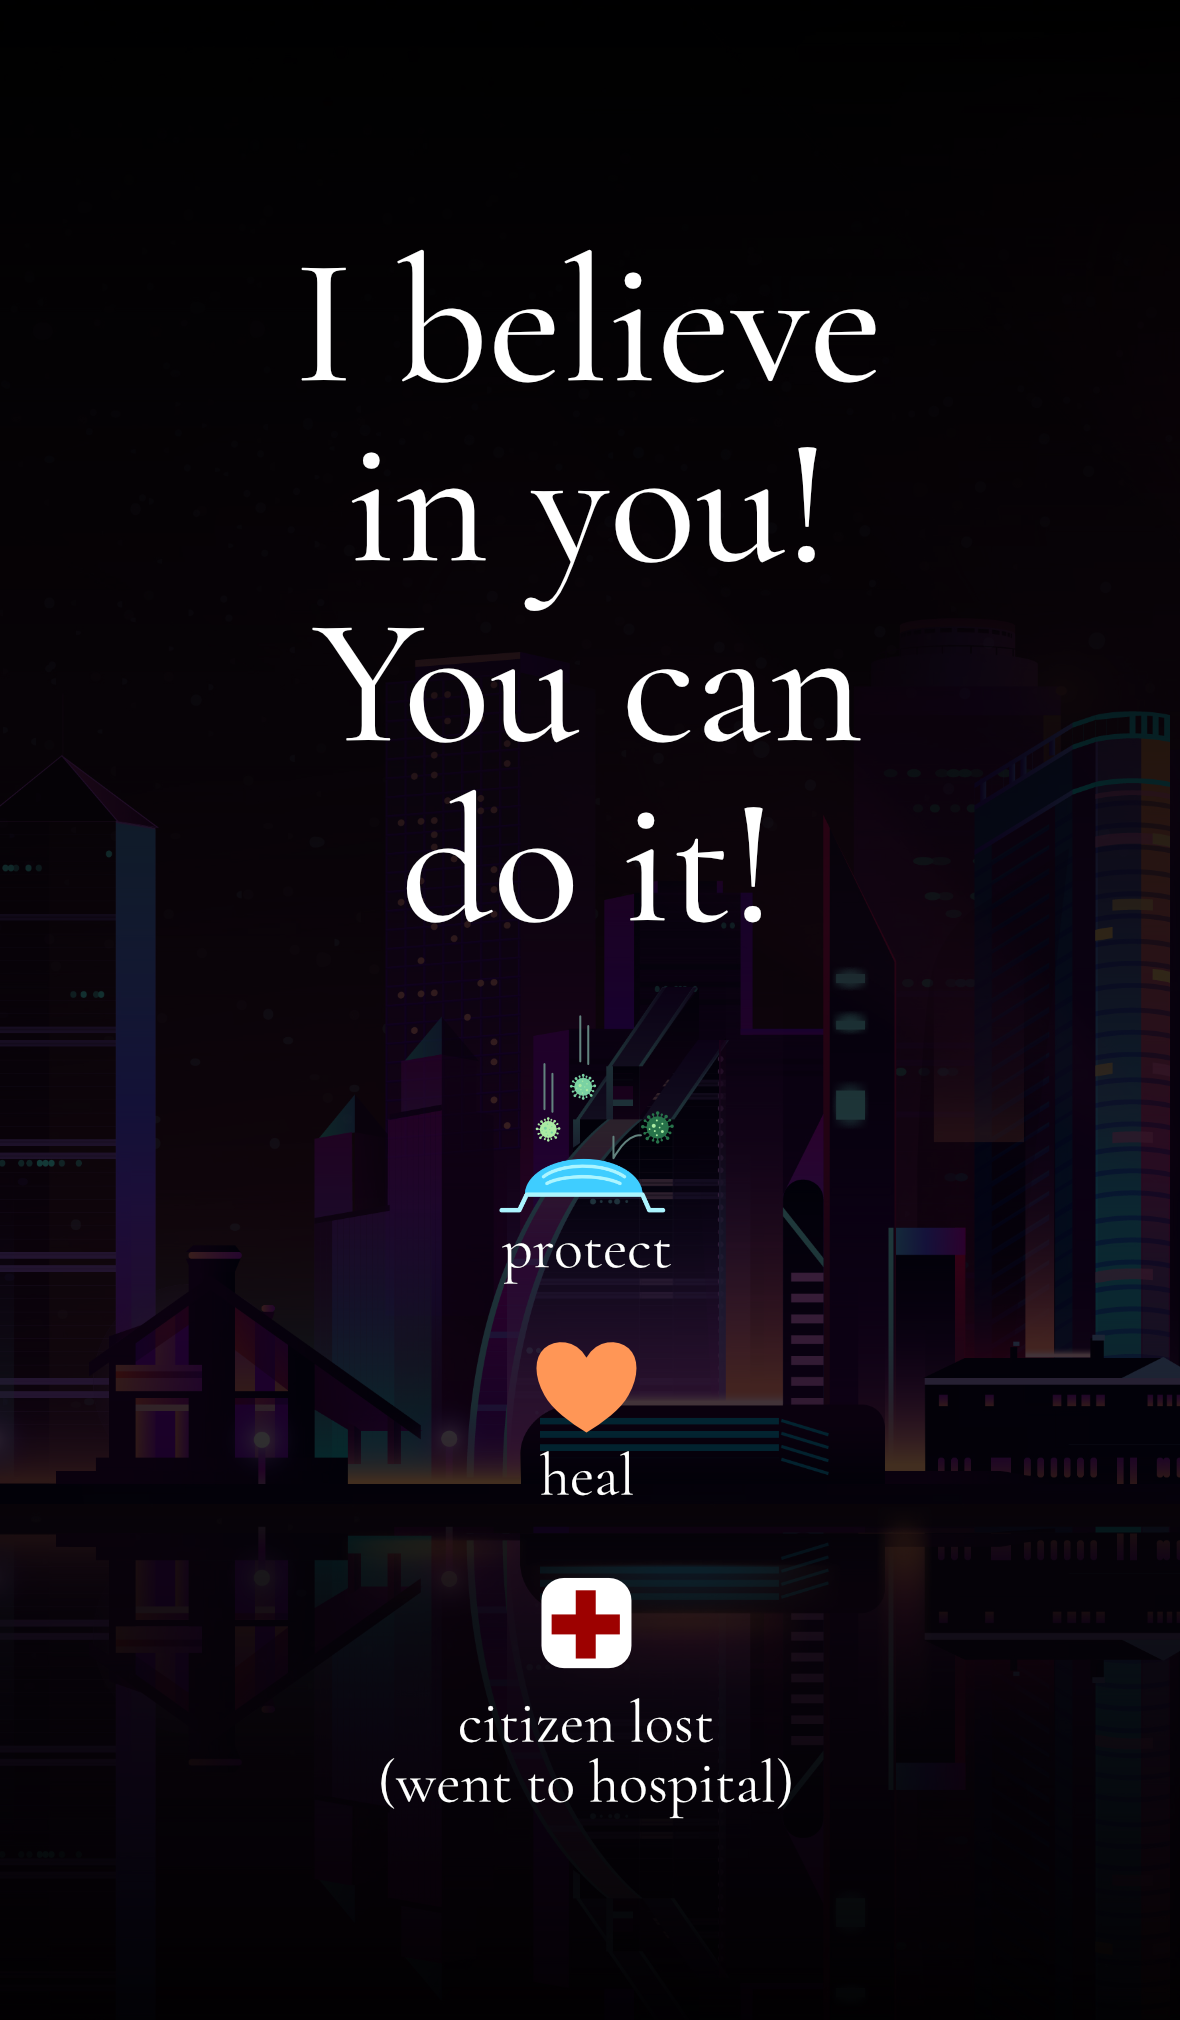 I believe
in you!
You can
do it!
protect
heal
citizen lost
(went to hospital)